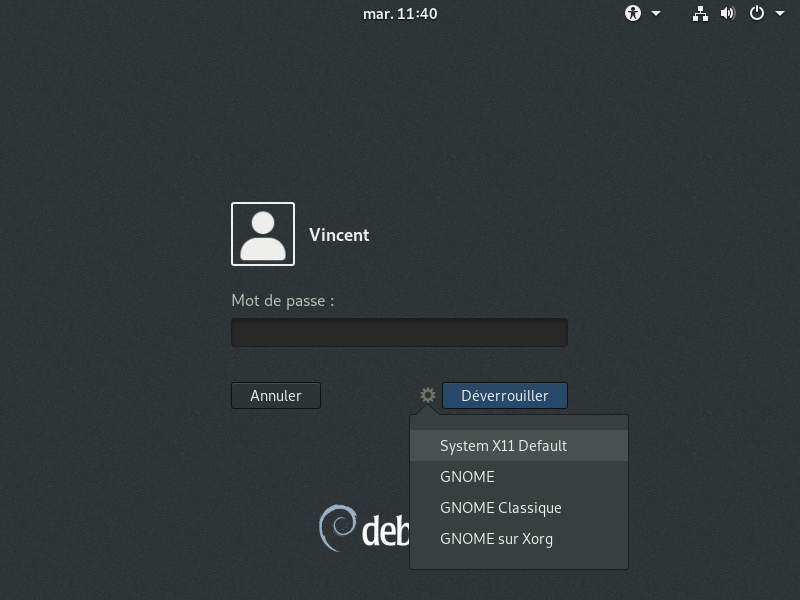 mar. 11:40
Vincent
Mot de passe :
Annuler
Déverrouiller
System X11 Default
GNOME
GNOME Classique
GNOME sur Xorg
deb